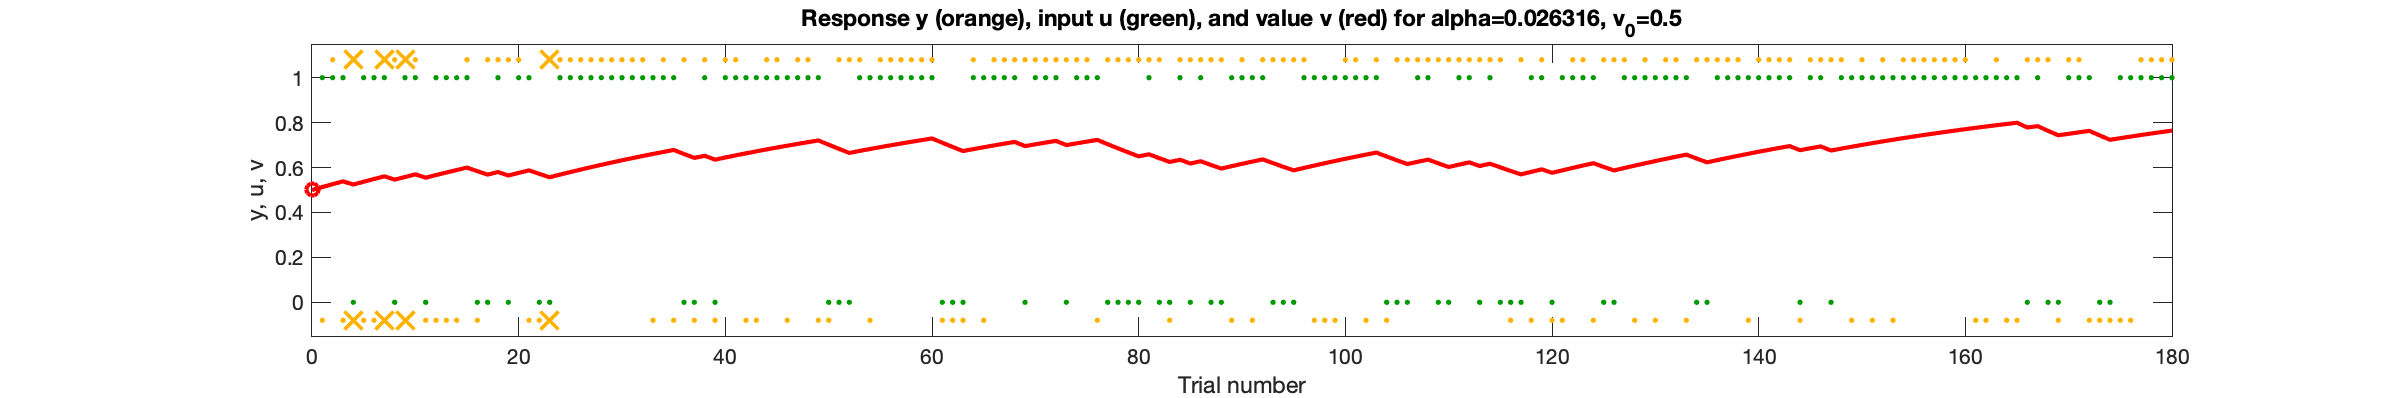 Response y (orange), input u (green), and value v (red) for alpha=0.026316, v_0=0.5
y, u, v
1
0.8
0.6
0.4
0.2
0
0 20 40 60 80 100 120 140 160 180
Trial number